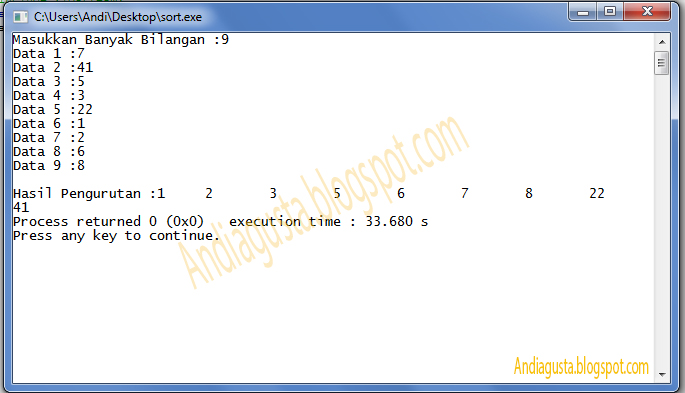 C:\Users\Andi\Desktop\sort.exe
Masukkan Banyak Bilangan :9
Data 1 :7
Data 2 :41
Data 3 :5
Data 4 :3
Data 5 :22
Data 6 :1
Data 7 :2
Data 8 :6
Data 9 :8
Hasil Pengurutan :1 2 3 5 6 7 8 22
41
Process returned 0 (0x0) execution time : 33.680 s
Press any key to continue.
Andiagusta.blogspot.com
Andiagusta.blogspot.com